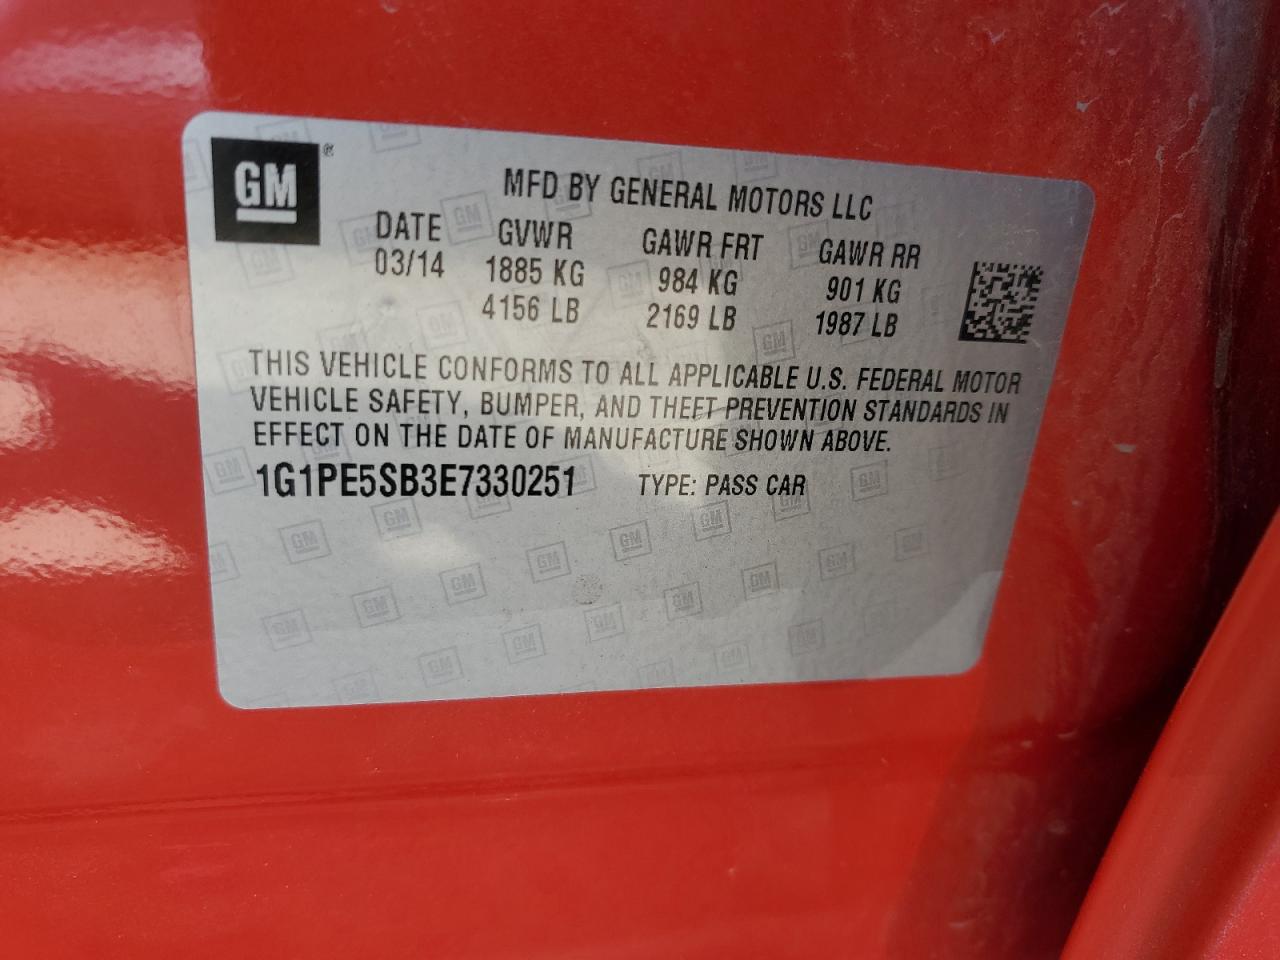 GM
MFD BY GENERAL MOTORS LLC
DATE GVWR GAWR FRT GAWR RR
03/14 1885 KG 984 KG 901 KG
4156 LB 2169 LB 1987 LB
THIS VEHICLE CONFORMS TO ALL APPLICABLE U.S. FEDERAL MOTOR
VEHICLE SAFETY, BUMPER, AND THEFT PREVENTION STANDARDS IN
EFFECT ON THE DATE OF MANUFACTURE SHOWN ABOVE.
1G1PE5SB3E7330251 TYPE: PASS CAR